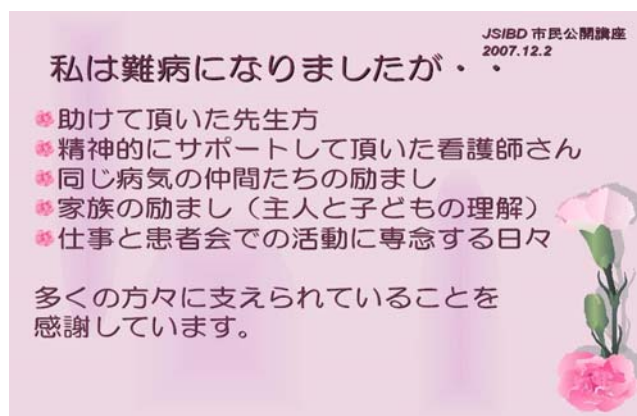 JSIBD 市民公開講座
2007.12.2
私は難病になりましたが・・
助けて頂いた先生方
精神的にサポートして頂いた看護師さん
同じ病気の仲間たちの励まし
家族の励まし（主人と子どもの理解）
仕事と患者会での活動に専念する日々
多くの方々に支えられていることを
感謝しています。